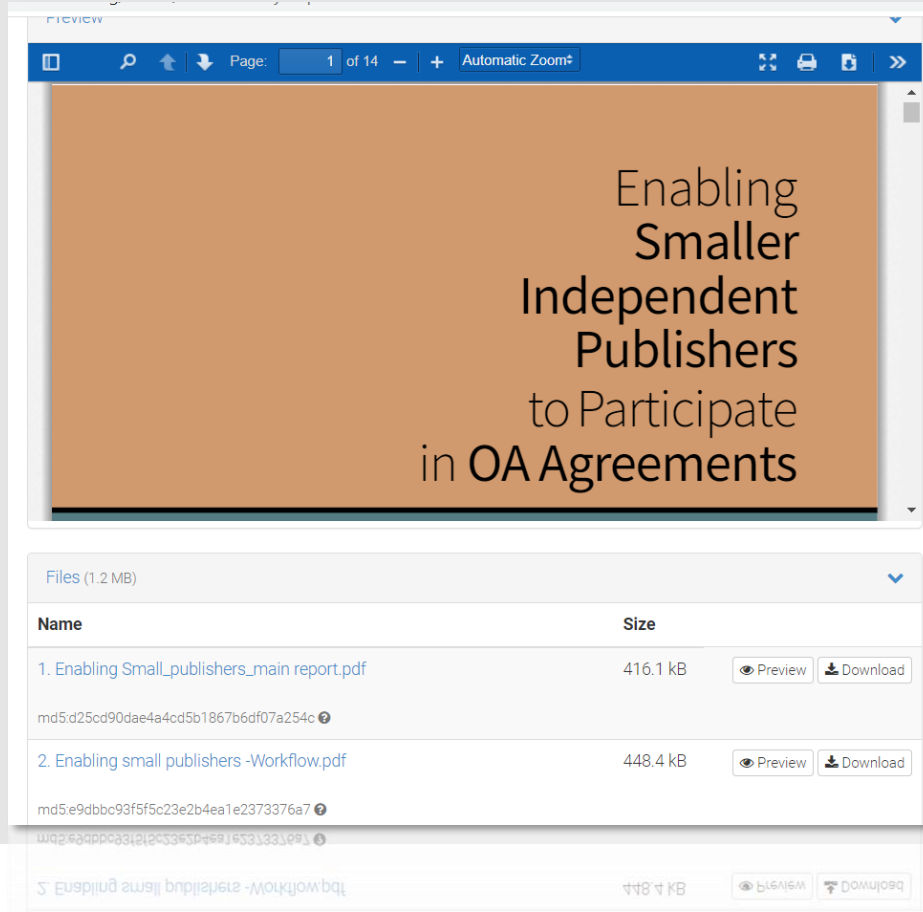 Preview
Page: 1 of 14 − + Automatic Zoom
Enabling
Smaller
Independent
Publishers
to Participate
in OA Agreements
Files (1.2 MB)
Name Size
1. Enabling Small_publishers_main report.pdf 416.1 kB Preview Download
md5:d25cd90dae4a4cd5b1867b6df07a254c
2. Enabling small publishers -Workflow.pdf 448.4 kB Preview Download
md5:e9dbbc93f5f5c23e2b4ea1e2373376a7